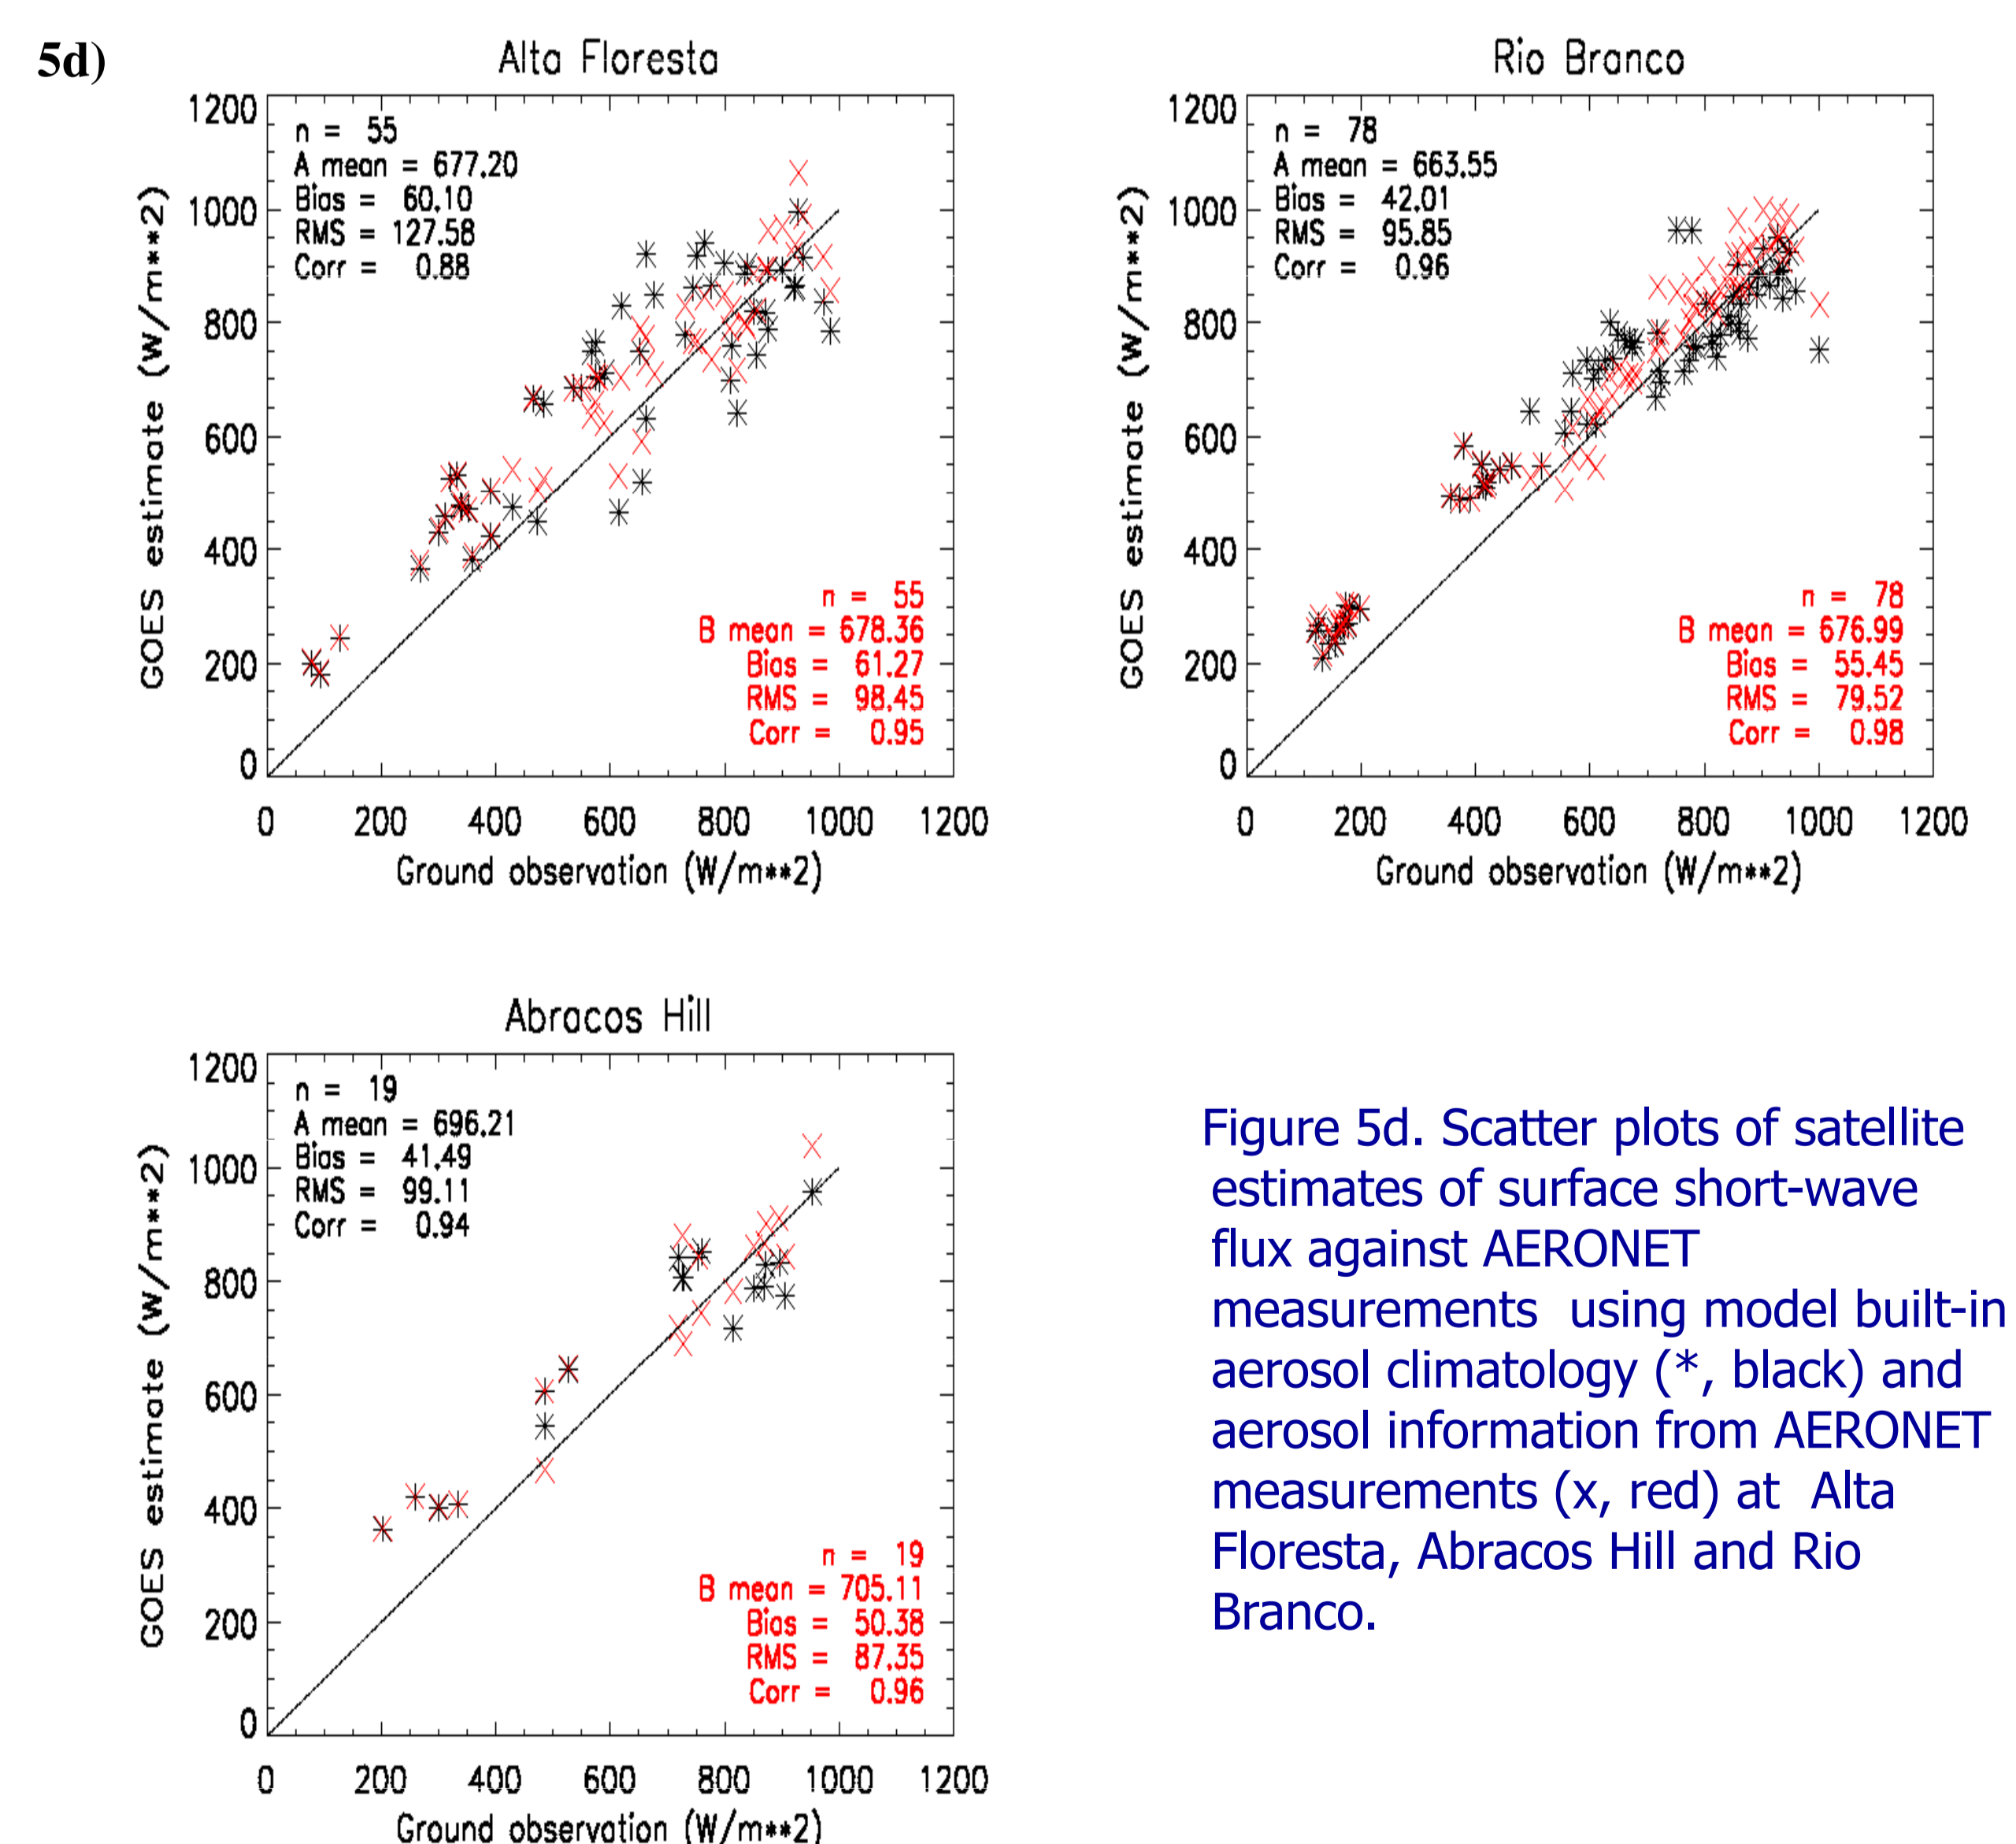 5d)
Alta Floresta
1200
1000
800
600
400
200
0
GOES estimate (W/m**2)
n = 55
A mean = 677.20
Bias = 60.10
RMS = 127.58
Corr = 0.88
n = 55
B mean = 678.36
Bias = 61.27
RMS = 98.45
Corr = 0.95
0 200 400 600 800 1000 1200
Ground observation (W/m**2)
Rio Branco
1200
1000
800
600
400
200
0
GOES estimate (W/m**2)
n = 78
A mean = 663.55
Bias = 42.01
RMS = 95.85
Corr = 0.96
n = 78
B mean = 676.99
Bias = 55.45
RMS = 79.52
Corr = 0.98
0 200 400 600 800 1000 1200
Ground observation (W/m**2)
Abracos Hill
1200
1000
800
600
400
200
0
GOES estimate (W/m**2)
n = 19
A mean = 696.21
Bias = 41.49
RMS = 99.11
Corr = 0.94
n = 19
B mean = 705.11
Bias = 50.38
RMS = 87.35
Corr = 0.96
0 200 400 600 800 1000 1200
Ground observation (W/m**2)
Figure 5d. Scatter plots of satellite
estimates of surface short-wave
flux against AERONET
measurements using model built-in
aerosol climatology (*, black) and
aerosol information from AERONET
measurements (x, red) at Alta
Floresta, Abracos Hill and Rio
Branco.